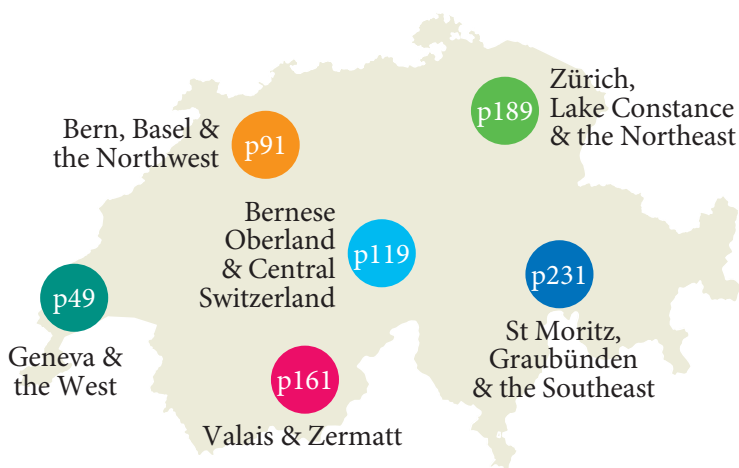 Zürich,
Lake Constance
& the Northeast
p189
Bern, Basel &
the Northwest
p91
Bernese
Oberland
& Central
Switzerland
p119
p231
St Moritz,
Graubünden
& the Southeast
p49
Geneva &
the West
p161
Valais & Zermatt